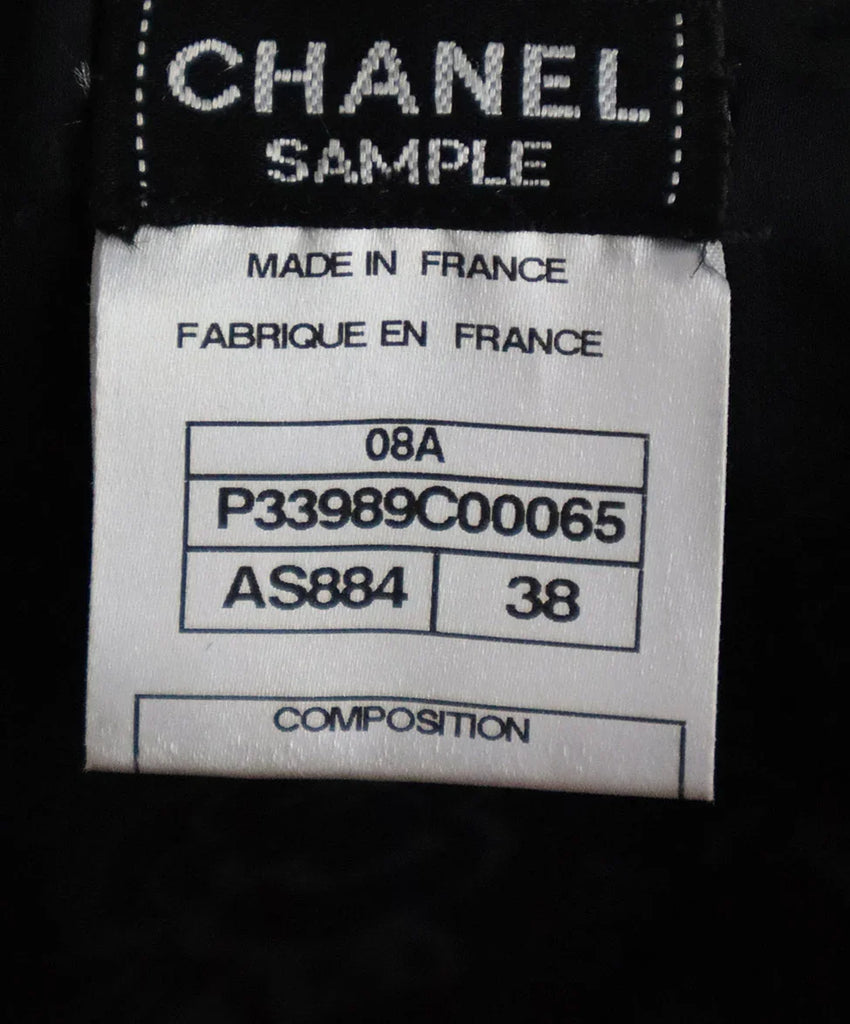 CHANEL
SAMPLE
MADE IN FRANCE
FABRIQUE EN FRANCE
08A
P33989C00065
AS884 38
COMPOSITION